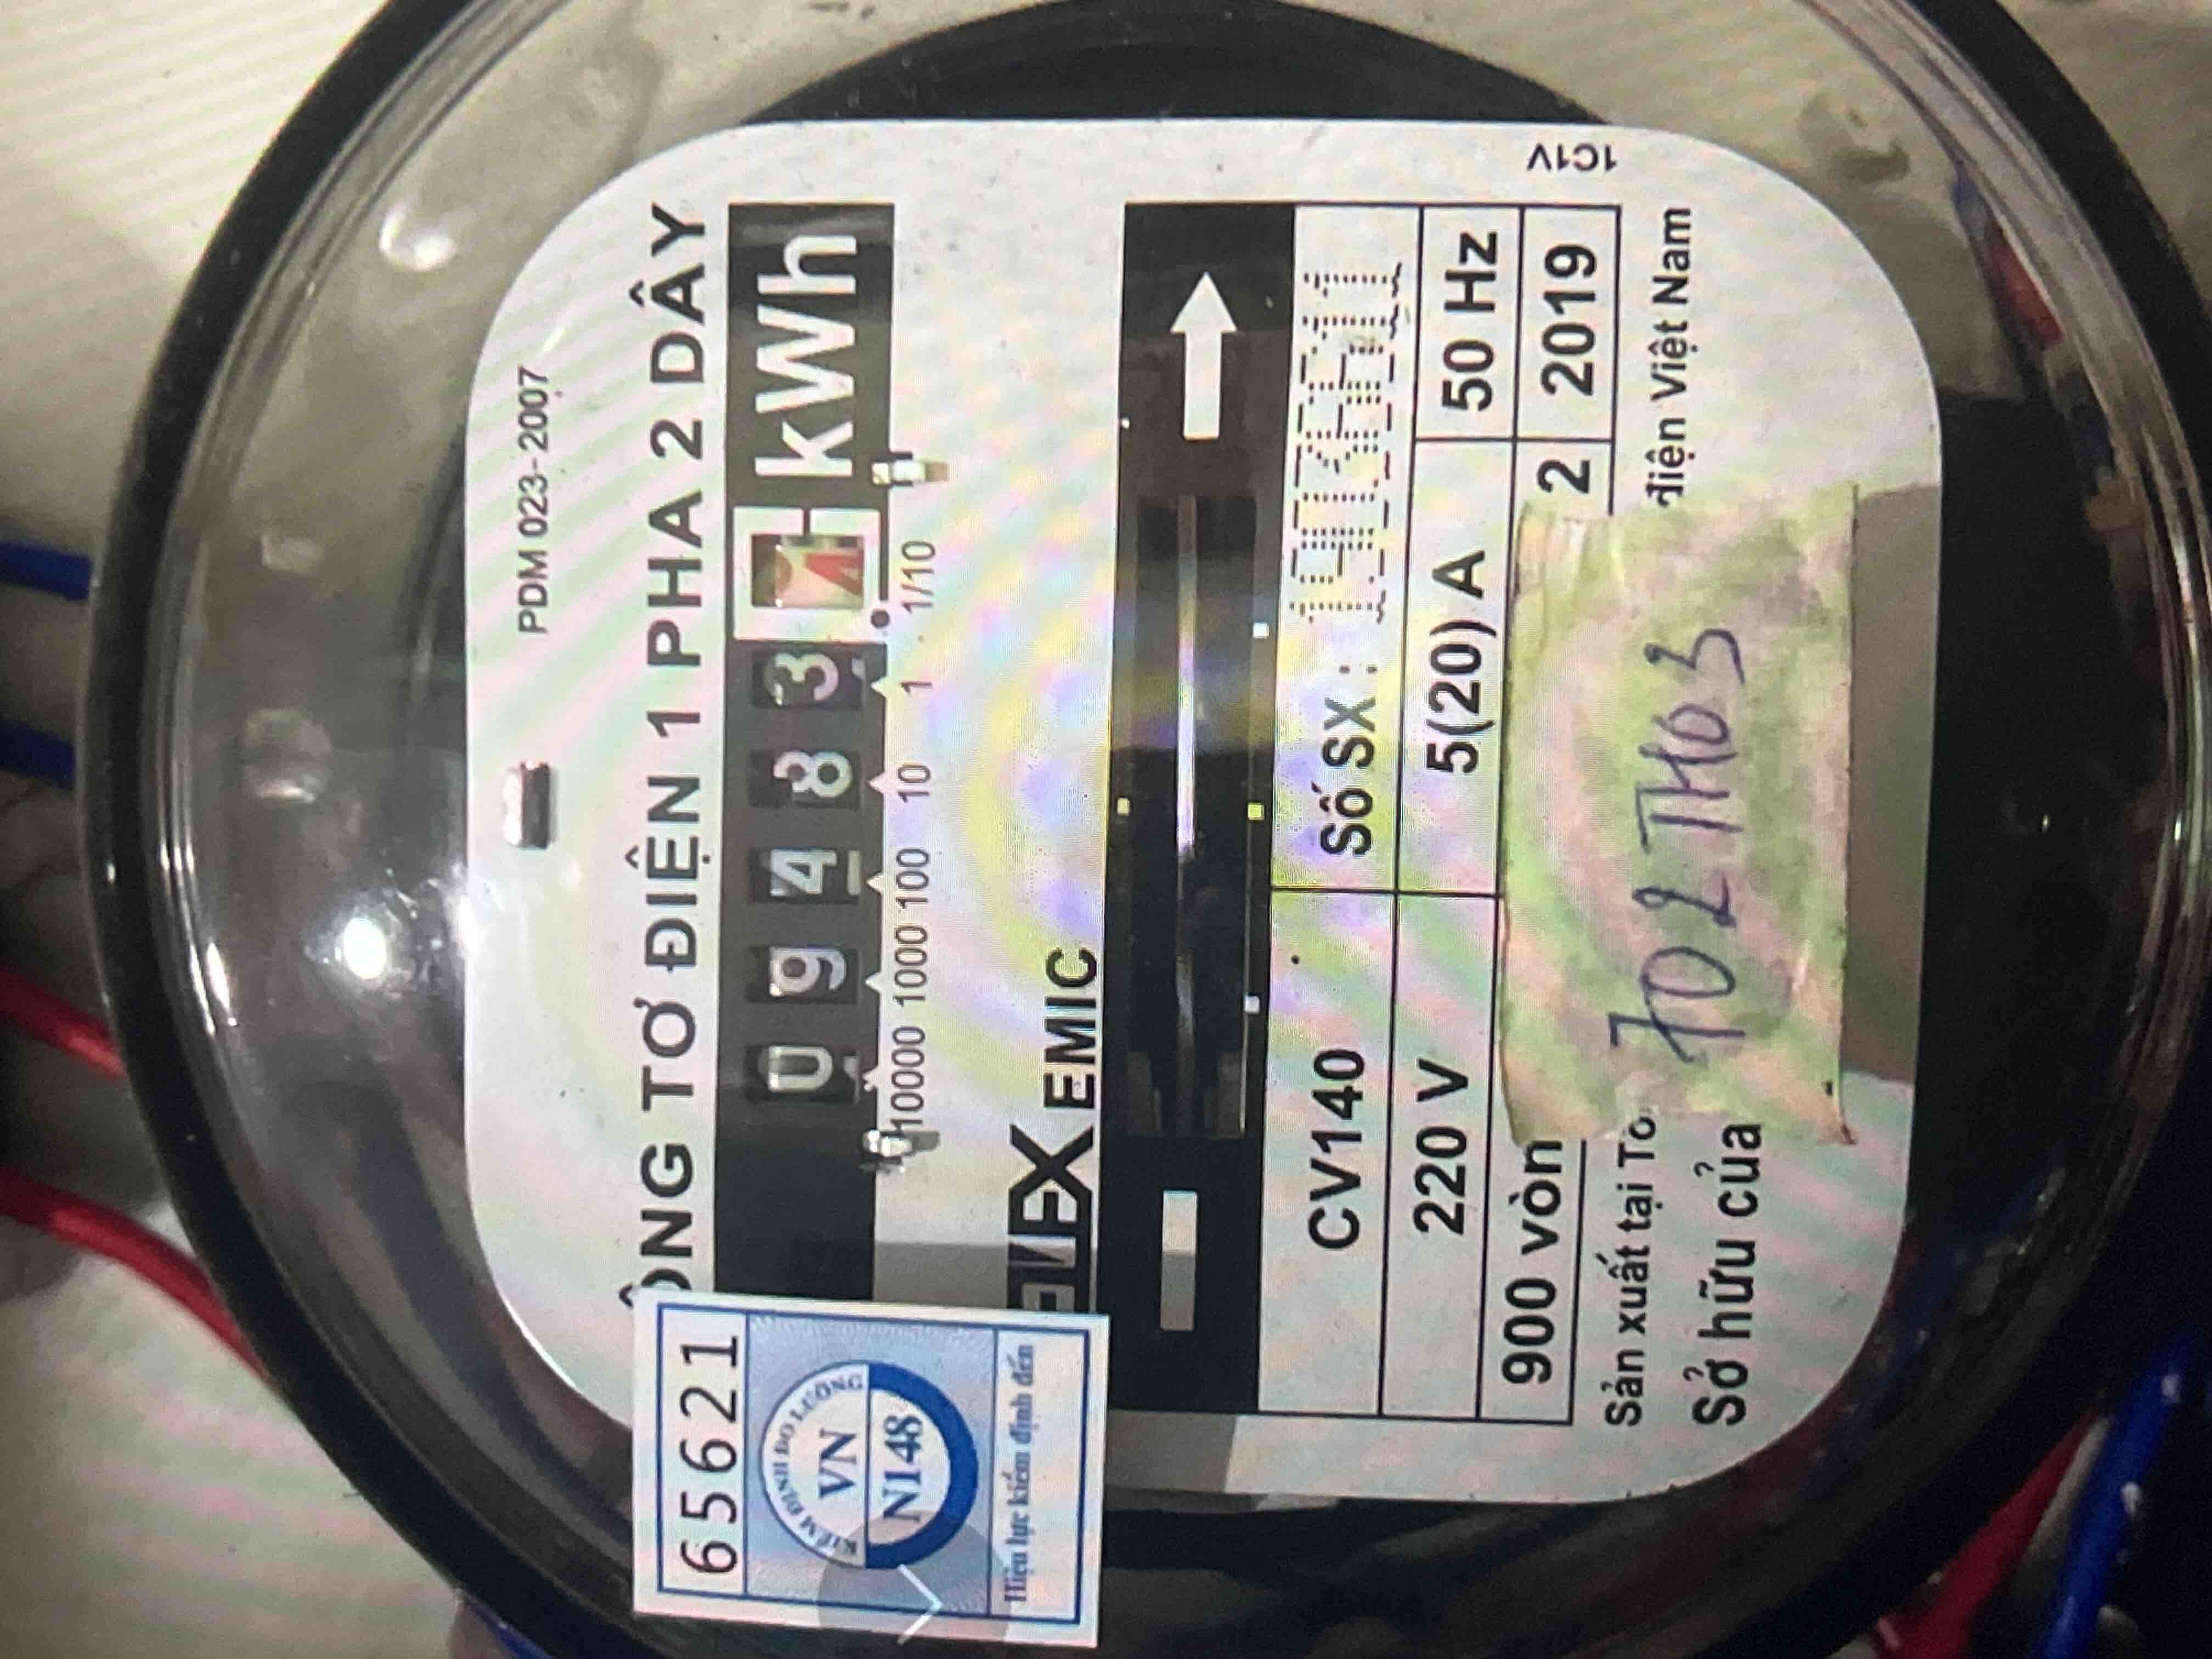 PDM 023-2007
ÔNG TƠ ĐIỆN 1 PHA 2 DÂY
0 9 4 8 3 kWh
10000 1000 100 10 1 1/10
65621
KIỂM ĐỊNH ĐO LƯỜNG
VN
N148
Hiệu lực kiểm định đến
EMIC
CV140 Số SX :
220 V 5(20) A 50 Hz
900 vòn 2 2019
1C1V
Sản xuất tại điện Việt Nam
Sở hữu của
702TH03